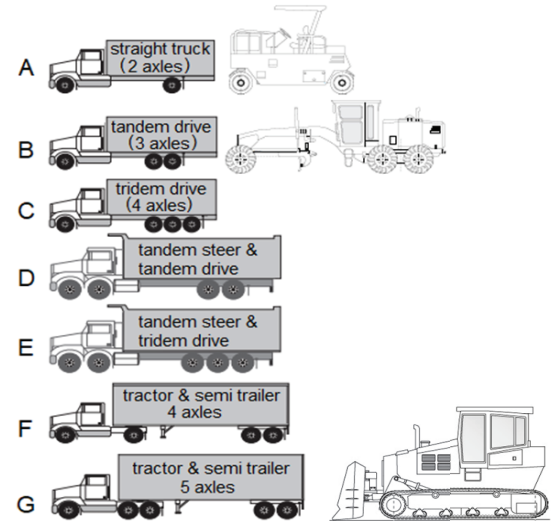 A
straight truck
(2 axles)
B
tandem drive
(3 axles)
C
tridem drive
(4 axles)
D
tandem steer &
tandem drive
E
tandem steer &
tridem drive
F
tractor & semi trailer
4 axles
G
tractor & semi trailer
5 axles